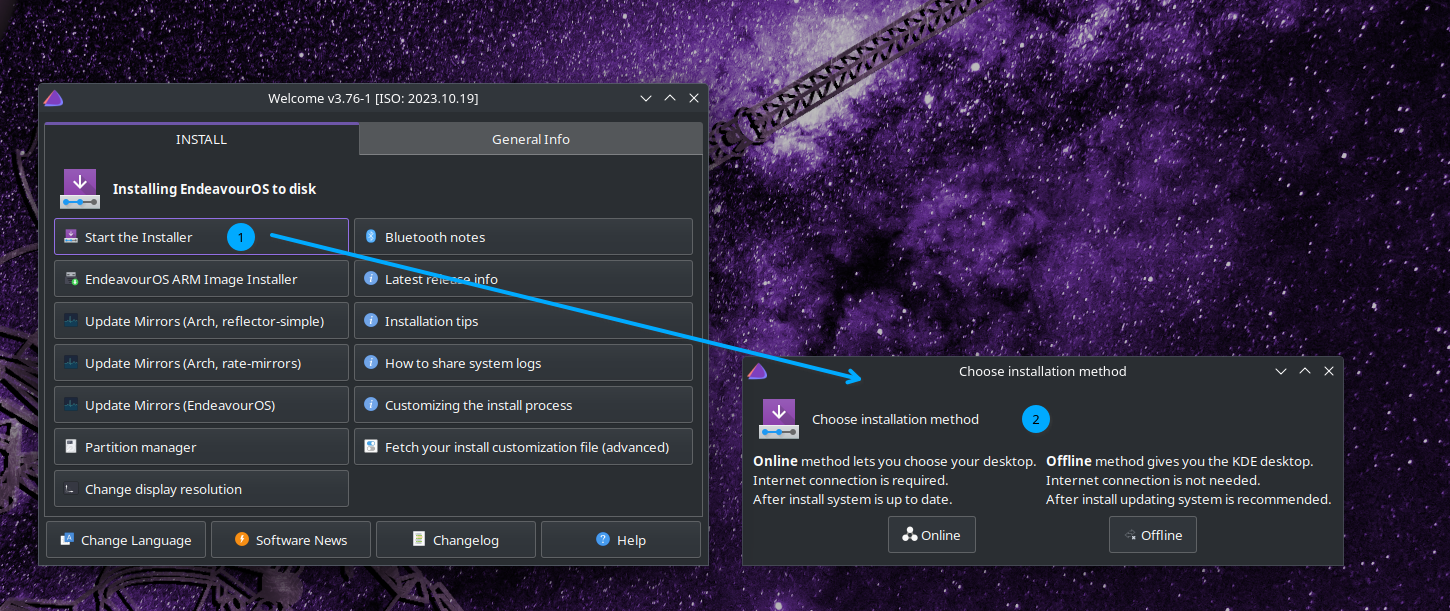 Welcome v3.76-1 [ISO: 2023.10.19]
INSTALL
General Info
Installing EndeavourOS to disk
Start the Installer
1
Bluetooth notes
EndeavourOS ARM Image Installer
Latest release info
Update Mirrors (Arch, reflector-simple)
Installation tips
Update Mirrors (Arch, rate-mirrors)
How to share system logs
Update Mirrors (EndeavourOS)
Customizing the install process
Partition manager
Fetch your install customization file (advanced)
Change display resolution
Change Language
Software News
Changelog
Help
Choose installation method
Choose installation method
2
Online method lets you choose your desktop.
Internet connection is required.
After install system is up to date.
Offline method gives you the KDE desktop.
Internet connection is not needed.
After install updating system is recommended.
Online
Offline